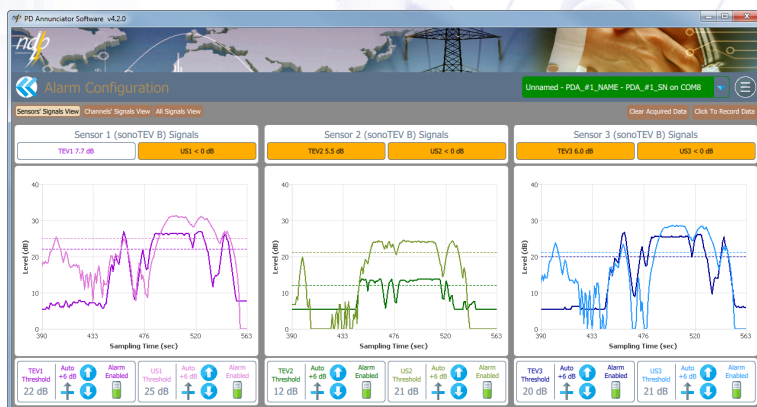 PD Annunciator Software v4.2.0
ndp
Alarm Configuration
Unnamed - PDA_#1_NAME - PDA_#1_SN on COM8
Sensors' Signals View Channels' Signals View All Signals View
Clear Acquired Data Click To Record Data
Sensor 1 (sonoTEV B) Signals
TEV1 7.7 dB US1 < 0 dB
Level (dB)
40
30
20
10
0
390 433 476 520 563
Sampling Time (sec)
TEV1 Threshold 22 dB
Auto +6 dB
Alarm Enabled
US1 Threshold 25 dB
Auto +6 dB
Alarm Enabled
Sensor 2 (sonoTEV B) Signals
TEV2 5.5 dB US2 < 0 dB
Level (dB)
40
30
20
10
0
390 433 476 520 563
Sampling Time (sec)
TEV2 Threshold 12 dB
Auto +6 dB
Alarm Enabled
US2 Threshold 21 dB
Auto +6 dB
Alarm Enabled
Sensor 3 (sonoTEV B) Signals
TEV3 6.0 dB US3 < 0 dB
Level (dB)
40
30
20
10
0
390 433 476 520 563
Sampling Time (sec)
TEV3 Threshold 20 dB
Auto +6 dB
Alarm Enabled
US3 Threshold 21 dB
Auto +6 dB
Alarm Enabled